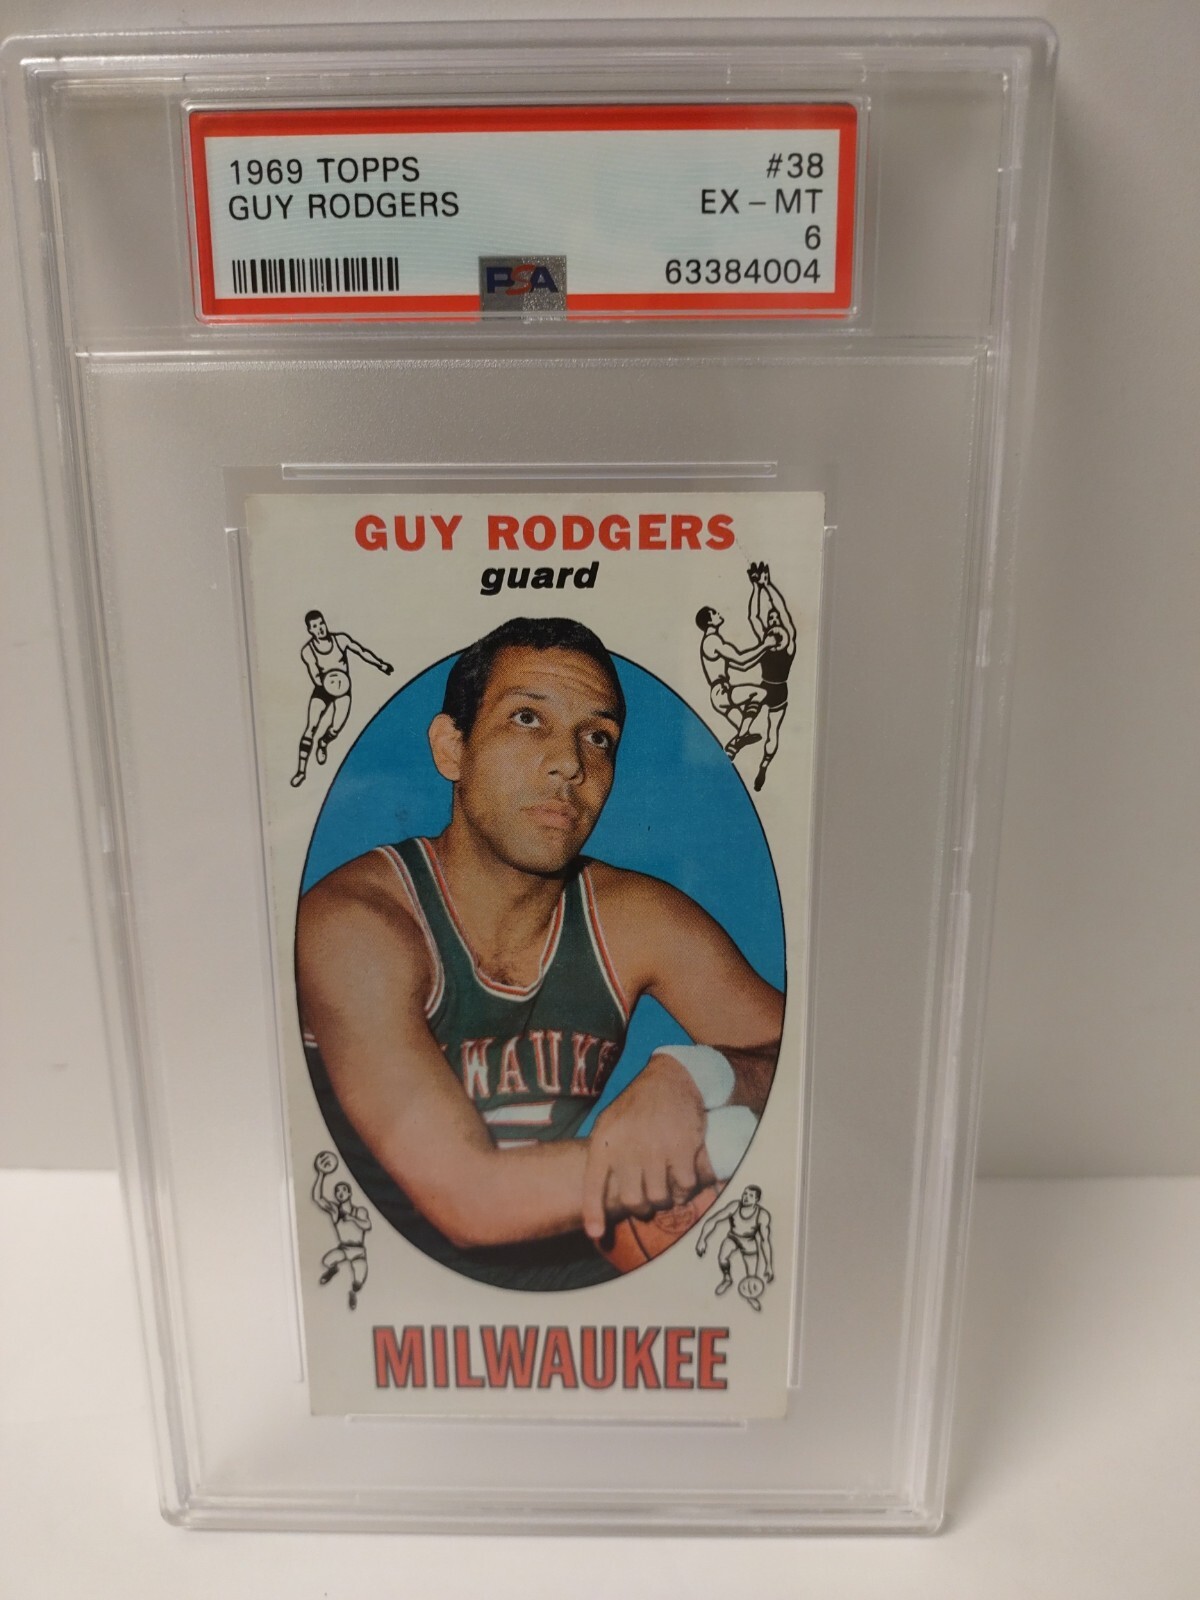 1969 TOPPS #38
GUY RODGERS EX - MT
6
PSA 63384004
GUY RODGERS
guard
WAUKE
MILWAUKEE